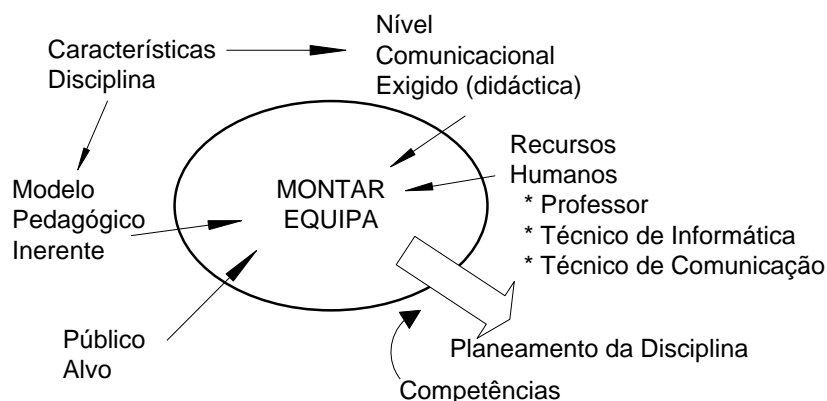 Características
Disciplina
Nível
Comunicacional
Exigido (didáctica)
Modelo
Pedagógico
Inerente
MONTAR
EQUIPA
Recursos
Humanos
* Professor
* Técnico de Informática
* Técnico de Comunicação
Público
Alvo
Planeamento da Disciplina
Competências